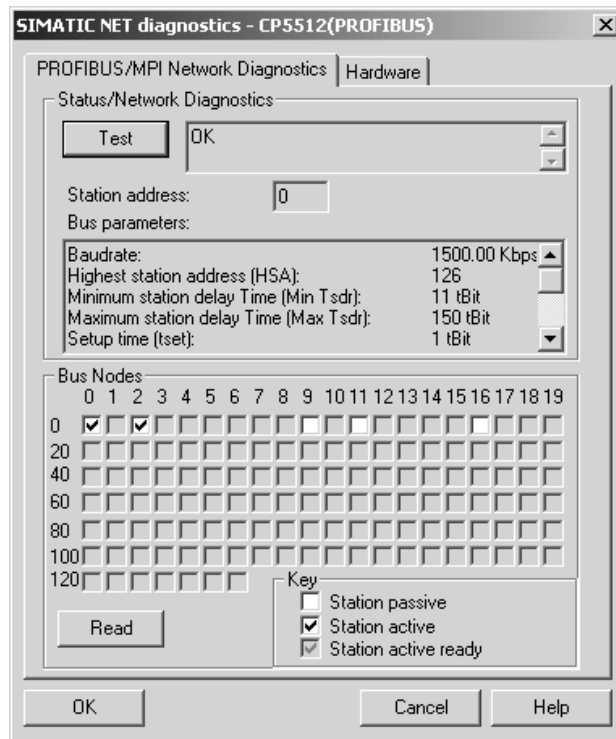 SIMATIC NET diagnostics - CP5512(PROFIBUS)
PROFIBUS/MPI Network Diagnostics Hardware
Status/Network Diagnostics
Test OK
Station address: 0
Bus parameters:
Baudrate: 1500.00 Kbps
Highest station address (HSA): 126
Minimum station delay Time (Min Tsdr): 11 tBit
Maximum station delay Time (Max Tsdr): 150 tBit
Setup time (tset): 1 tBit
Bus Nodes
0 1 2 3 4 5 6 7 8 9 10 11 12 13 14 15 16 17 18 19
0
20
40
60
80
100
120
Key
Station passive
Read
Station active
Station active ready
OK Cancel Help